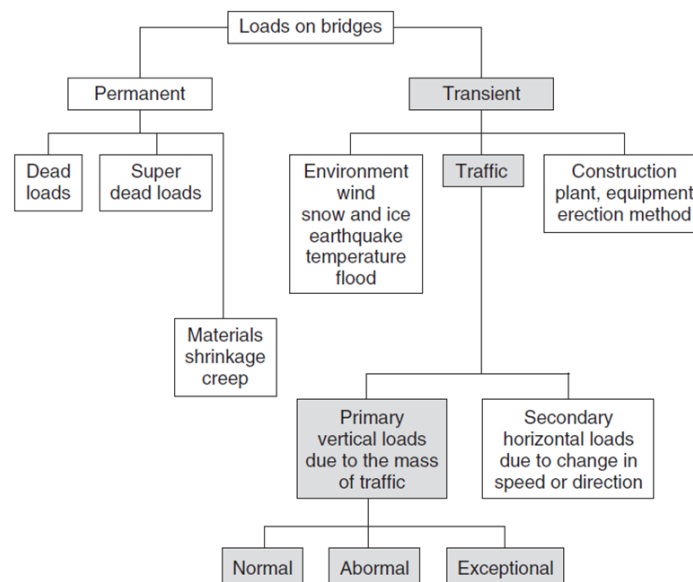 Loads on bridges
Permanent
Transient
Dead
loads
Super
dead loads
Environment
wind
snow and ice
earthquake
temperature
flood
Traffic
Construction
plant, equipment
erection method
Materials
shrinkage
creep
Primary
vertical loads
due to the mass
of traffic
Secondary
horizontal loads
due to change in
speed or direction
Normal
Abormal
Exceptional